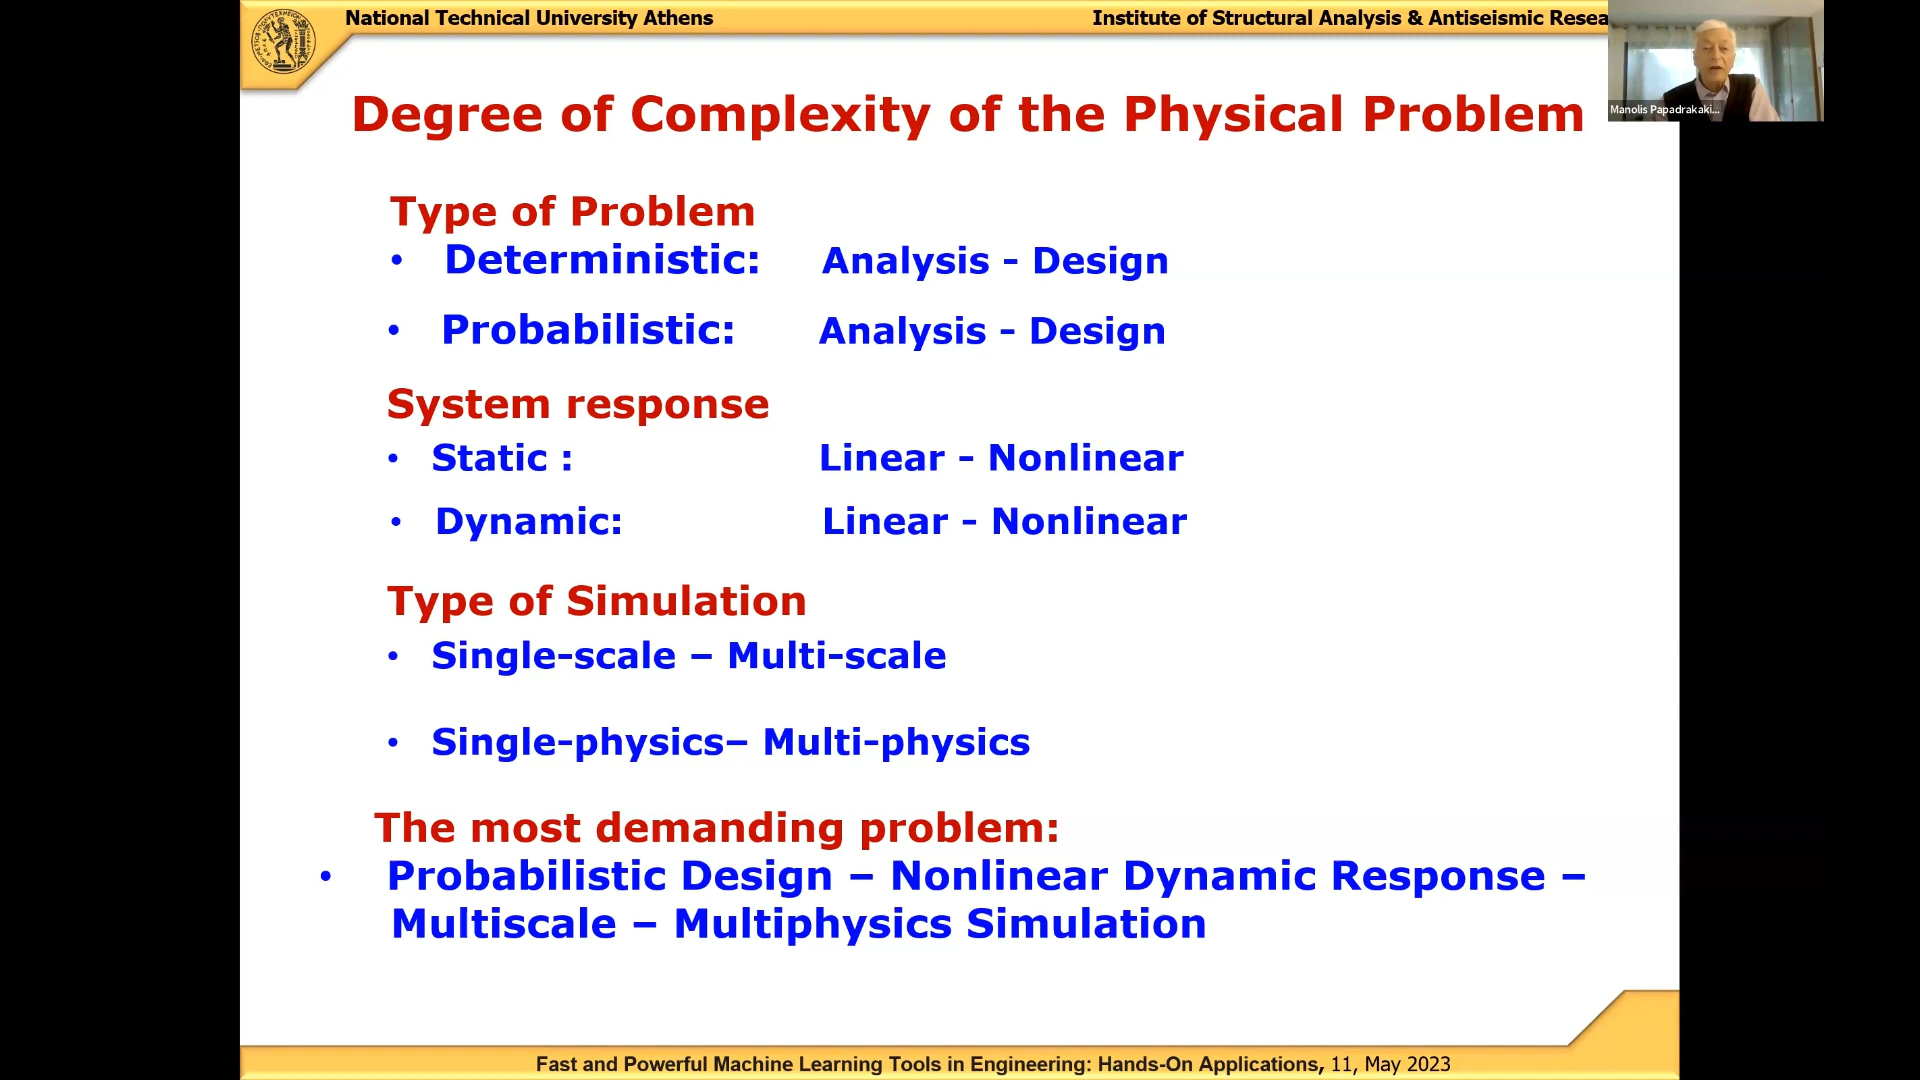 National Technical University Athens
Institute of Structural Analysis & Antiseismic Resea
Manolis Papadrakaki...
Degree of Complexity of the Physical Problem
Type of Problem
• Deterministic: Analysis - Design
• Probabilistic: Analysis - Design
System response
• Static : Linear - Nonlinear
• Dynamic: Linear - Nonlinear
Type of Simulation
• Single-scale – Multi-scale
• Single-physics– Multi-physics
The most demanding problem:
• Probabilistic Design – Nonlinear Dynamic Response –
Multiscale – Multiphysics Simulation
Fast and Powerful Machine Learning Tools in Engineering: Hands-On Applications, 11, May 2023